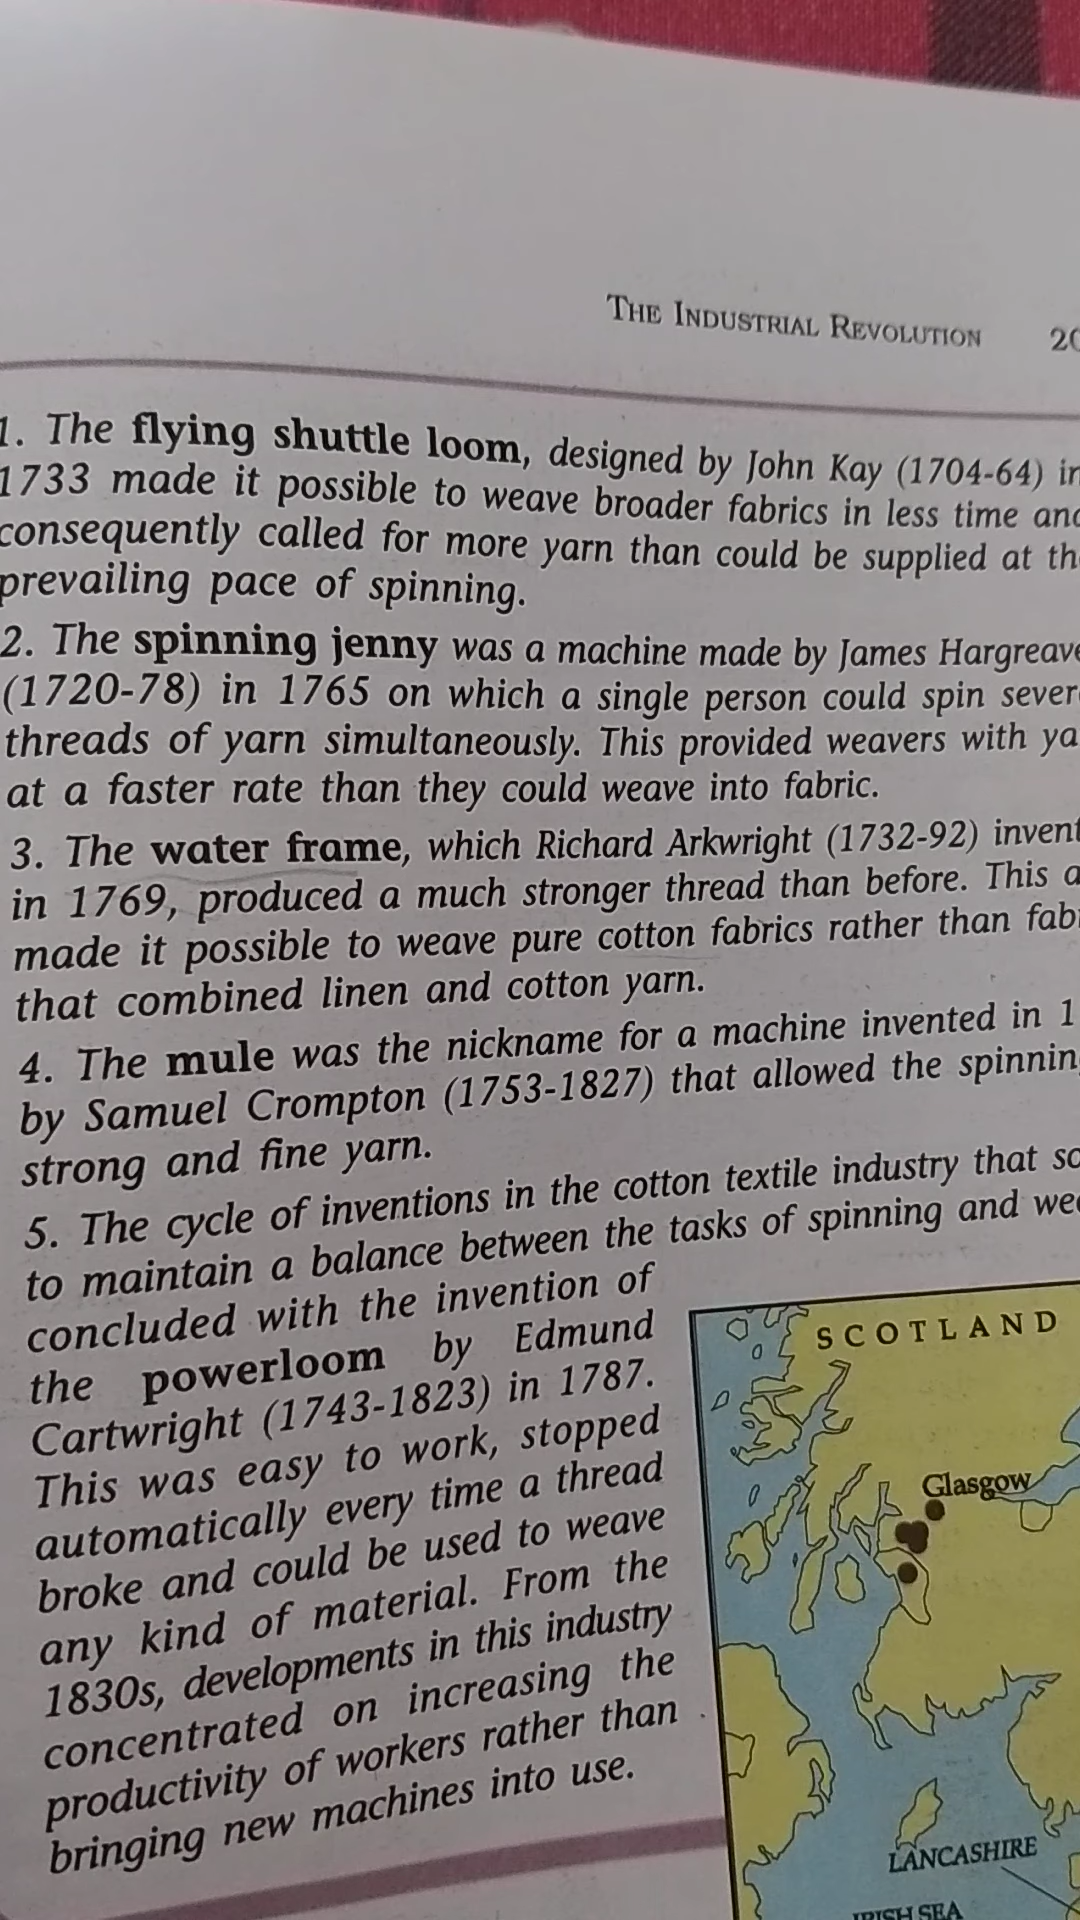 THE INDUSTRIAL REVOLUTION
1. The flying shuttle loom, designed by John Kay (1704-64) in
1733 made it possible to weave broader fabrics in less time and
consequently called for more yarn than could be supplied at the
prevailing pace of spinning.
2. The spinning jenny was a machine made by James Hargreave
(1720-78) in 1765 on which a single person could spin sever
threads of yarn simultaneously. This provided weavers with ya
at a faster rate than they could weave into fabric.
3. The water frame, which Richard Arkwright (1732-92) invent
in 1769, produced a much stronger thread than before. This a
made it possible to weave pure cotton fabrics rather than fab
that combined linen and cotton yarn.
4. The mule was the nickname for a machine invented in 1
by Samuel Crompton (1753-1827) that allowed the spinning
strong and fine yarn.
5. The cycle of inventions in the cotton textile industry that so
to maintain a balance between the tasks of spinning and wea
concluded with the invention of
the powerloom by Edmund
Cartwright (1743-1823) in 1787.
This was easy to work, stopped
automatically every time a thread
broke and could be used to weave
any kind of material. From the
1830s, developments in this industry
concentrated on increasing the
productivity of workers rather than
bringing new machines into use.
SCOTLAND
Glasgow
LANCASHIRE
IRISH SEA